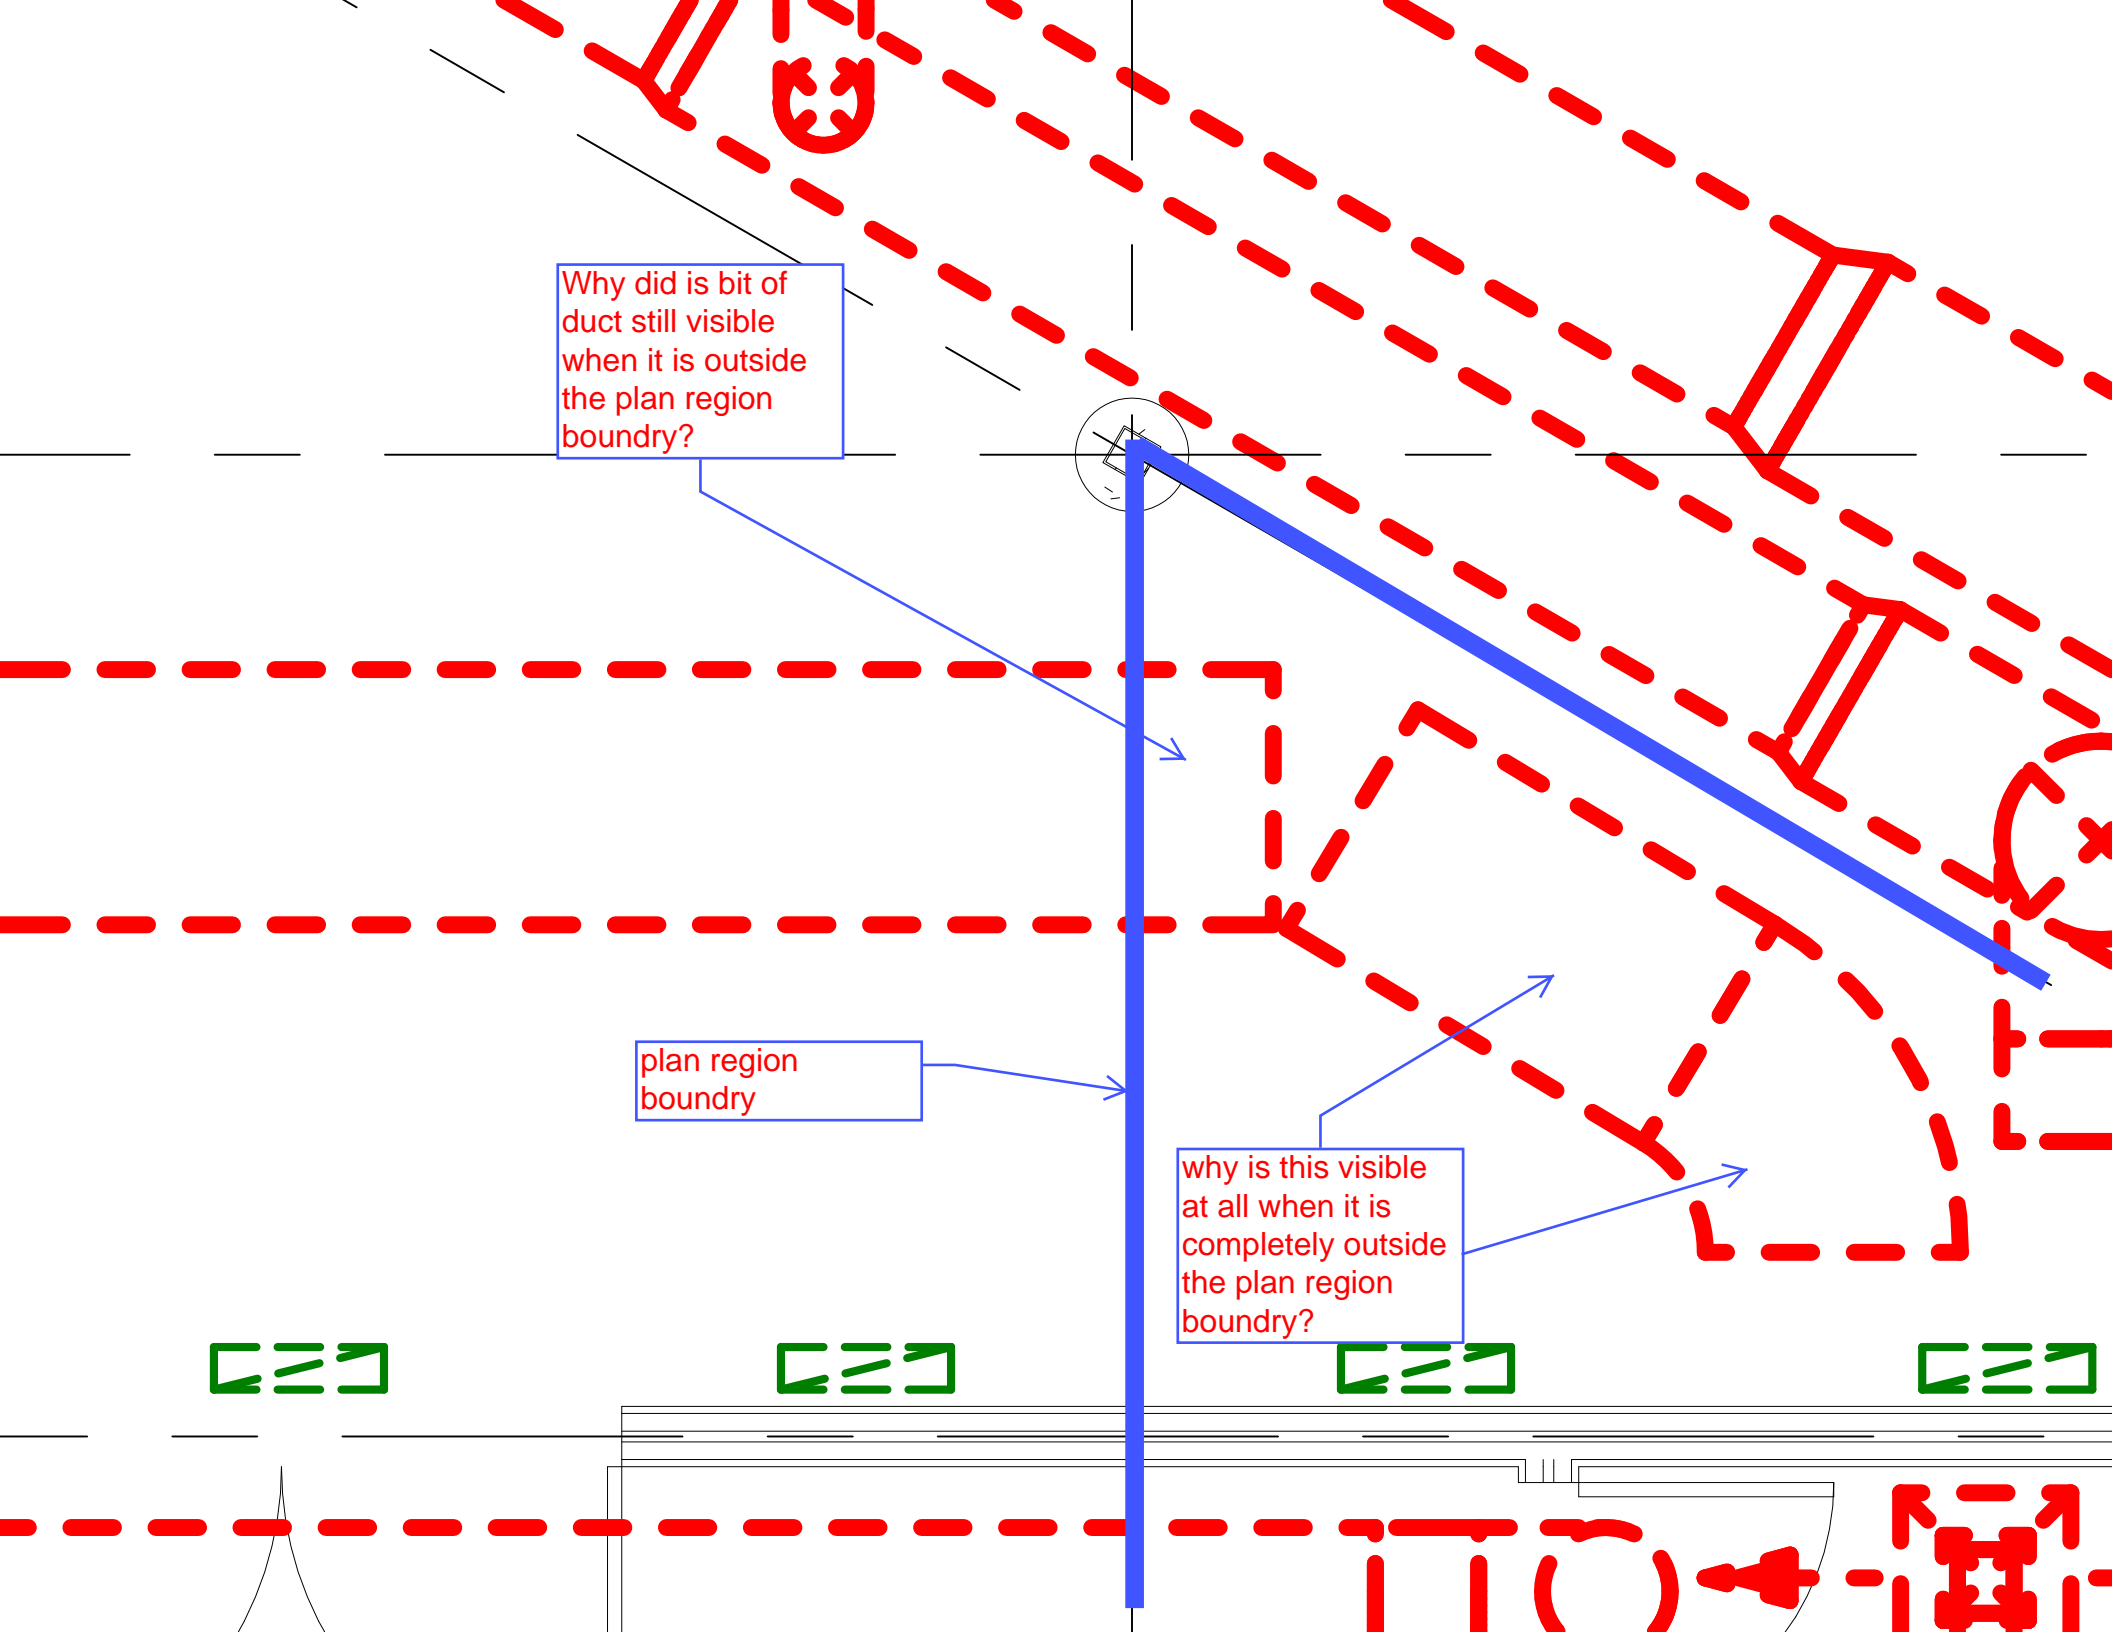 Why did is bit of
duct still visible
when it is outside
the plan region
boundry?
plan region
boundry
why is this visible
at all when it is
completely outside
the plan region
boundry?